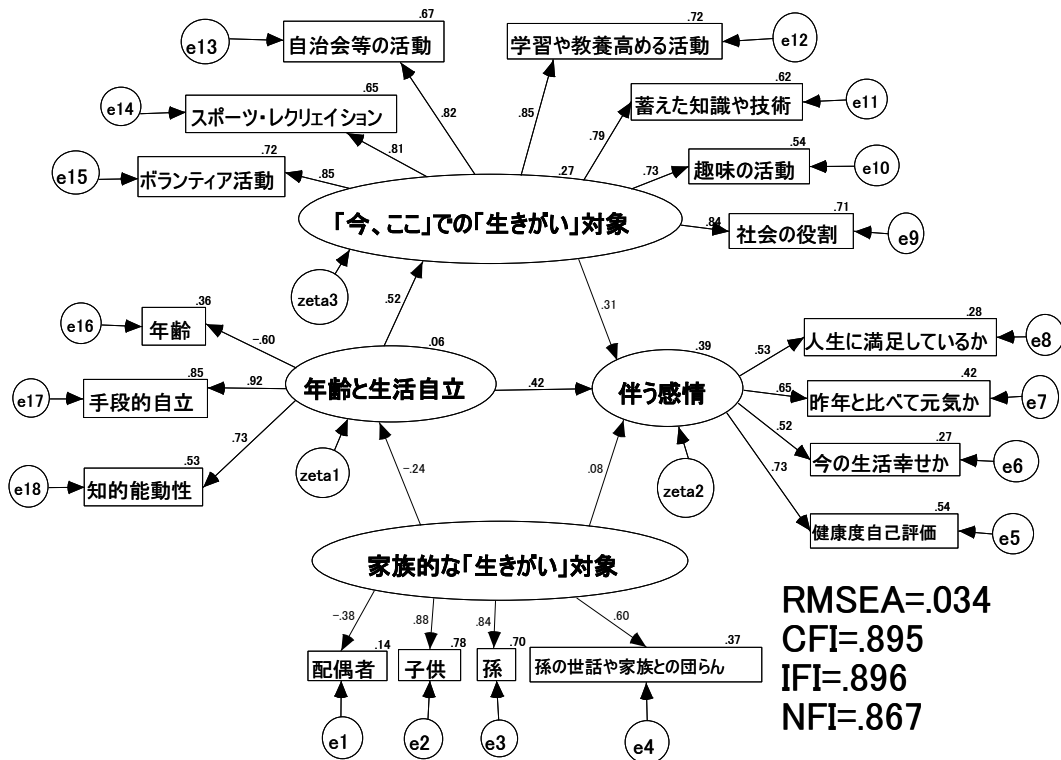 .67
e13
自治会等の活動
.72
学習や教養高める活動
e12
.65
e14
スポーツ・レクリェイション
.82
.85
.62
蓄えた知識や技術
e11
.81
.79
.72
e15
ボランティア活動
.85
.27
.73
.54
趣味の活動
e10
「今、ここ」での「生きがい」対象
.84
.71
社会の役割
e9
zeta3
.52
.31
.36
e16
年齢
-.60
.06
.39
.53
.28
人生に満足しているか
e8
.85
e17
手段的自立
.92
年齢と生活自立
.42
伴う感情
.65
.42
昨年と比べて元気か
e7
.73
.52
.27
今の生活幸せか
e6
.53
e18
知的能動性
zeta1
-.24
.08
zeta2
.73
.54
健康度自己評価
e5
家族的な「生きがい」対象
-.38
.88
.84
.60
.14
配偶者
.78
子供
.70
孫
.37
孫の世話や家族との団らん
e1
e2
e3
e4
RMSEA=.034
CFI=.895
IFI=.896
NFI=.867